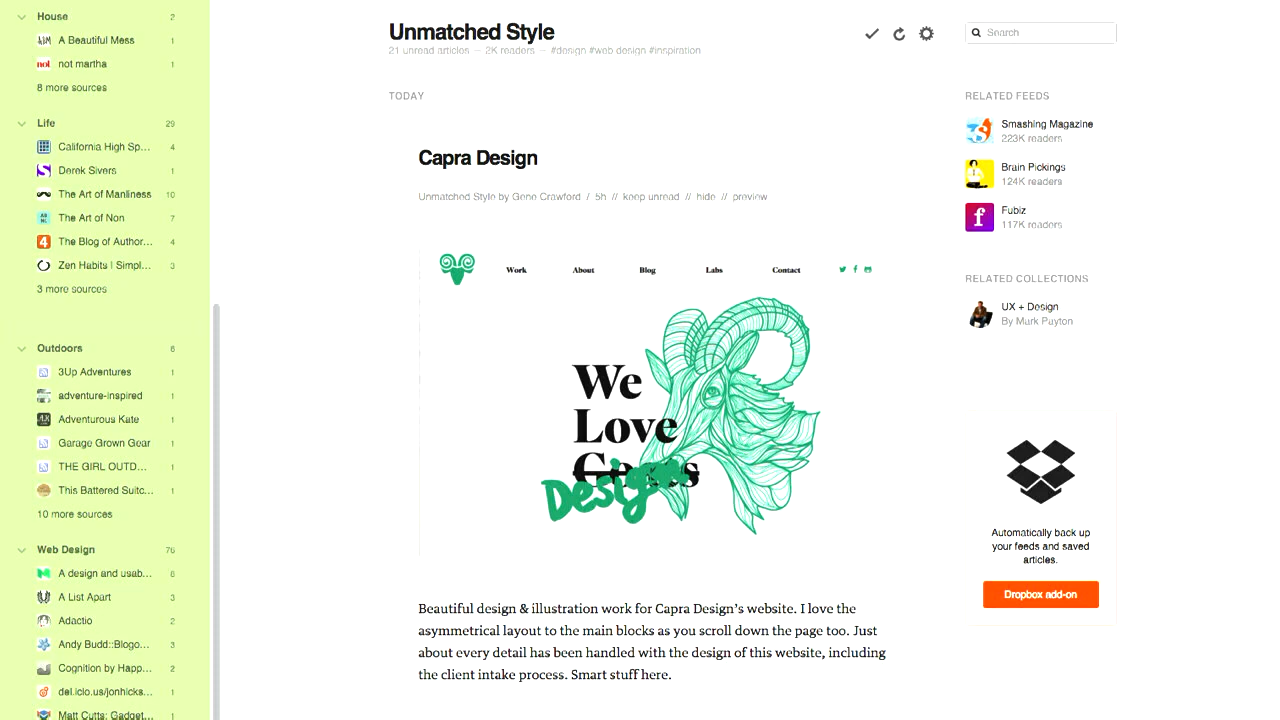 House 2
A Beautiful Mess 1
not martha 1
8 more sources
Life 29
California High Sp... 4
Derek Sivers 1
The Art of Manliness 10
The Art of Non 7
The Blog of Author... 4
Zen Habits | Simpl... 3
3 more sources
Outdoors 6
3Up Adventures 1
adventure-inspired 1
Adventurous Kate 1
Garage Grown Gear 1
THE GIRL OUTD... 1
This Battered Suitc... 1
10 more sources
Web Design 76
A design and usab... 6
A List Apart 3
Adactio 2
Andy Budd::Blogo... 3
Cognition by Happ... 2
del.icio.us/jonhicks... 1
Matt Cutts: Gadget... 1
Unmatched Style
21 unread articles — 2K readers — #design #web design #inspiration
TODAY
Capra Design
Unmatched Style by Gene Crawford / 5h // keep unread // hide // preview
Work About Blog Labs Contact
We
Love
Goats
Design
Beautiful design & illustration work for Capra Design's website. I love the
asymmetrical layout to the main blocks as you scroll down the page too. Just
about every detail has been handled with the design of this website, including
the client intake process. Smart stuff here.
Search
RELATED FEEDS
Smashing Magazine
223K readers
Brain Pickings
124K readers
Fubiz
117K readers
RELATED COLLECTIONS
UX + Design
By Mark Payton
Automatically back up
your feeds and saved
articles.
Dropbox add-on